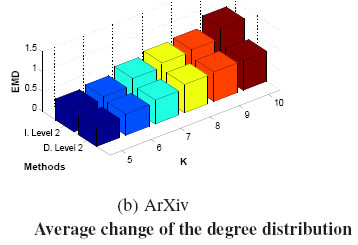 1.5
1
0.5
0
EMD
I. Level 2
D. Level 2
Methods
5
6
7
8
9
10
K
(b) ArXiv
Average change of the degree distribution